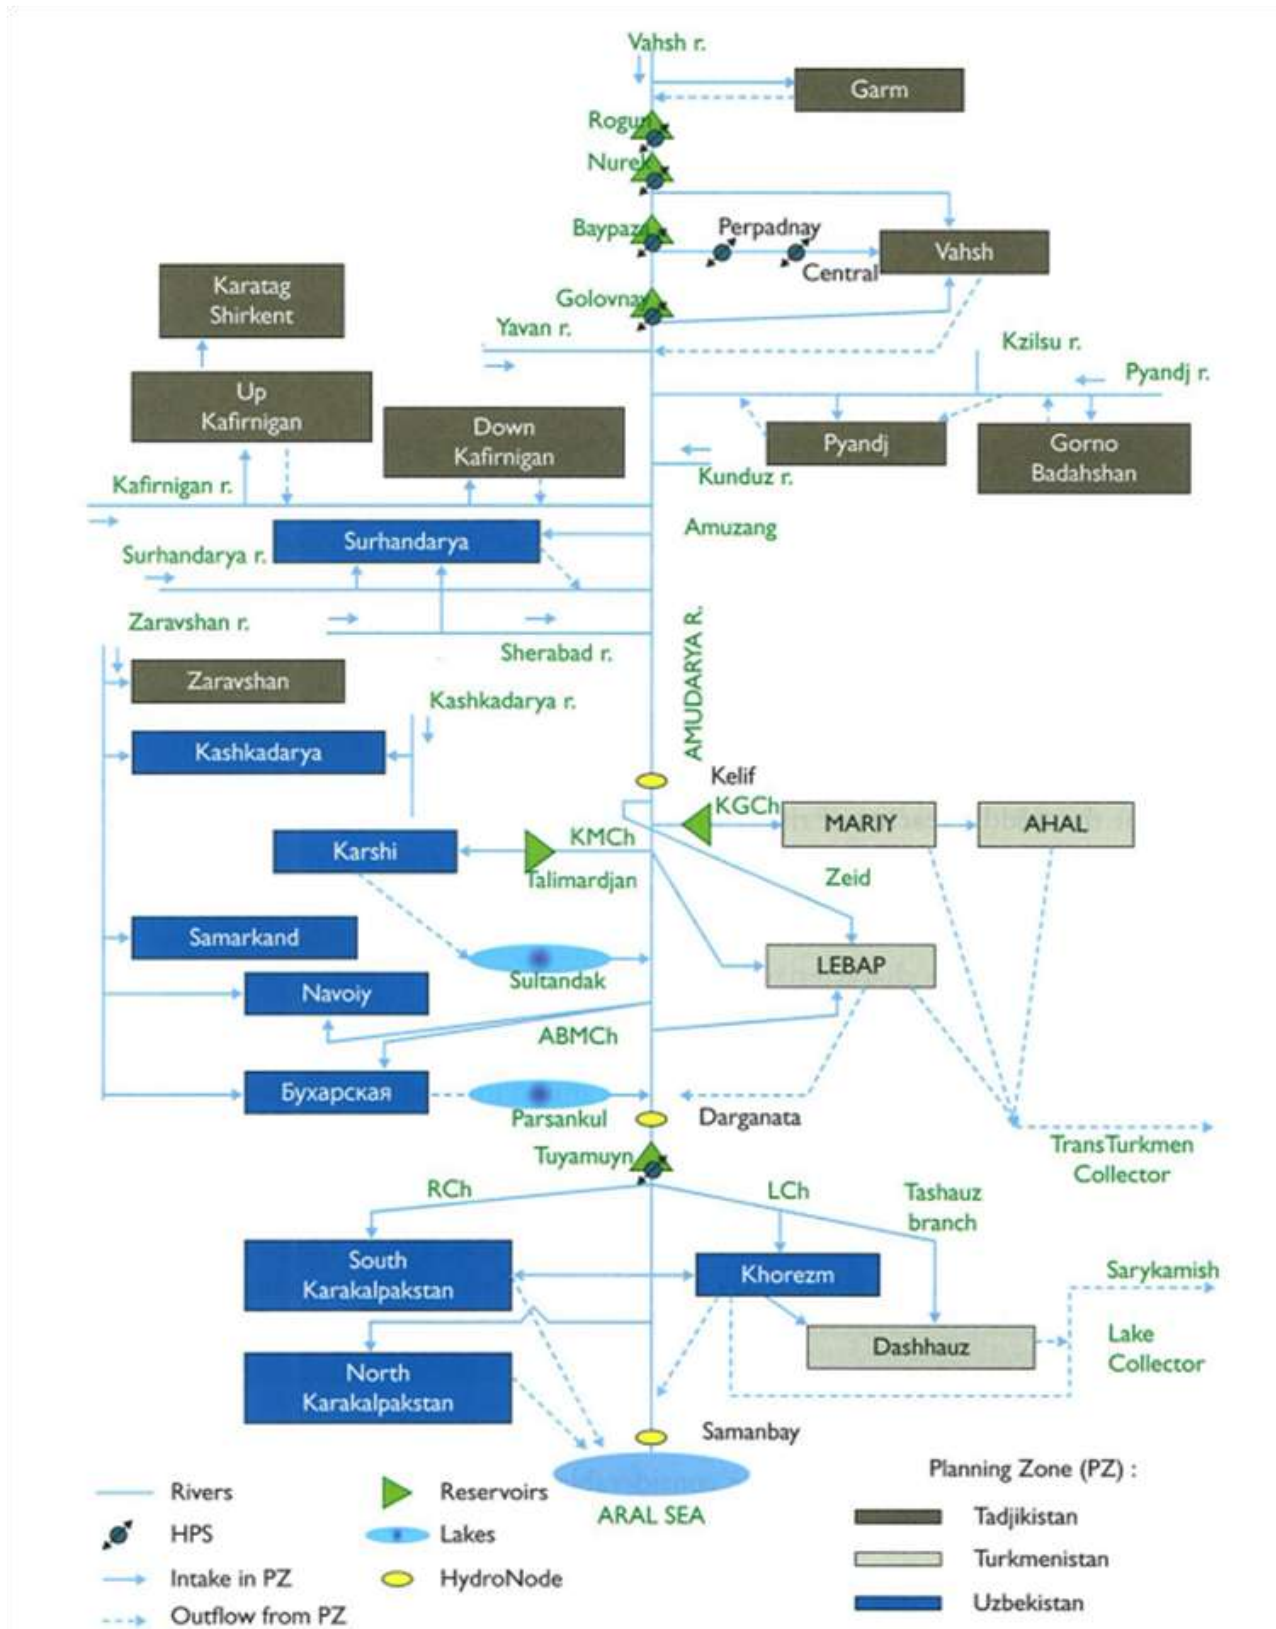 Vahsh r.
Garm
Rogun
Nurek
Baypaza
Perpadnay
Central
Vahsh
Karatag
Shirkent
Golovnay
Yavan r.
Kzilsu r.
Pyandj r.
Up
Kafirnigan
Down
Kafirnigan
Pyandj
Gorno
Badahshan
Kunduz r.
Kafirnigan r.
Amuzang
Surhandarya
Surhandarya r.
Zaravshan r.
Sherabad r.
AMUDARYA R.
Zaravshan
Kashkadarya r.
Kashkadarya
Kelif
KGCh
MARIY
AHAL
KMCh
Karshi
Talimardjan
Zeid
Samarkand
LEBAP
Sultandak
Navoiy
ABMCh
Бухарская
Parsankul
Darganata
TransTurkmen
Collector
Tuyamuyn
RCh
LCh
Tashauz
branch
South
Karakalpakstan
Khorezm
Sarykamish
Lake
Collector
Dashhauz
North
Karakalpakstan
Samanbay
ARAL SEA
Rivers
HPS
Intake in PZ
Outflow from PZ
Reservoirs
Lakes
HydroNode
Planning Zone (PZ) :
Tadjikistan
Turkmenistan
Uzbekistan